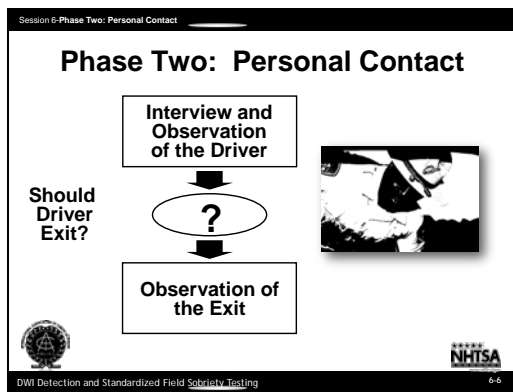 Session 6-Phase Two: Personal Contact
Phase Two: Personal Contact
Interview and
Observation
of the Driver
Should
Driver
Exit?
?
Observation of
the Exit
NHTSA
DWI Detection and Standardized Field Sobriety Testing
6-6